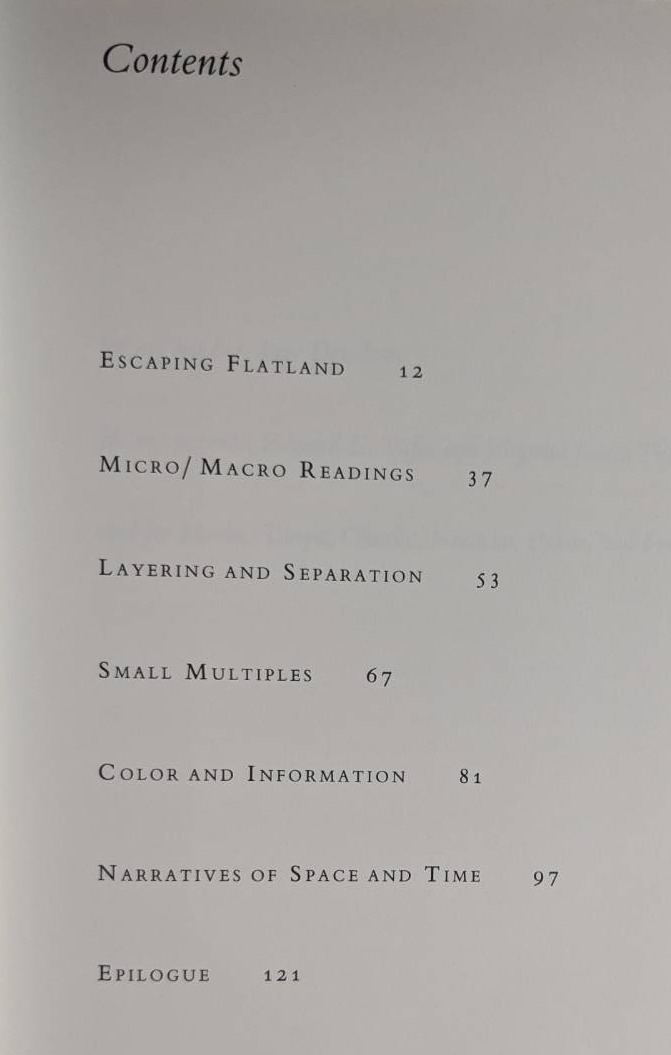 Contents
Escaping Flatland 12
Micro/Macro Readings 37
Layering and Separation 53
Small Multiples 67
Color and Information 81
Narratives of Space and Time 97
Epilogue 121